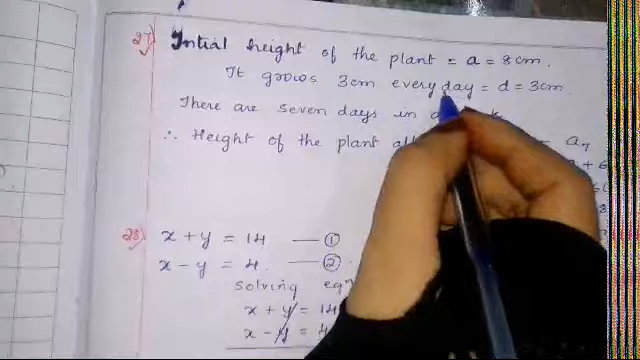 27) Intial height of the plant = a = 8cm.
It grows 3cm every day = d = 3cm.
There are seven days in a
∴ Height of the plant = a₇
28) x + y = 14 —— ①
x - y = 4. —— ②
solving eqn
x + y = 14
x - y = 4